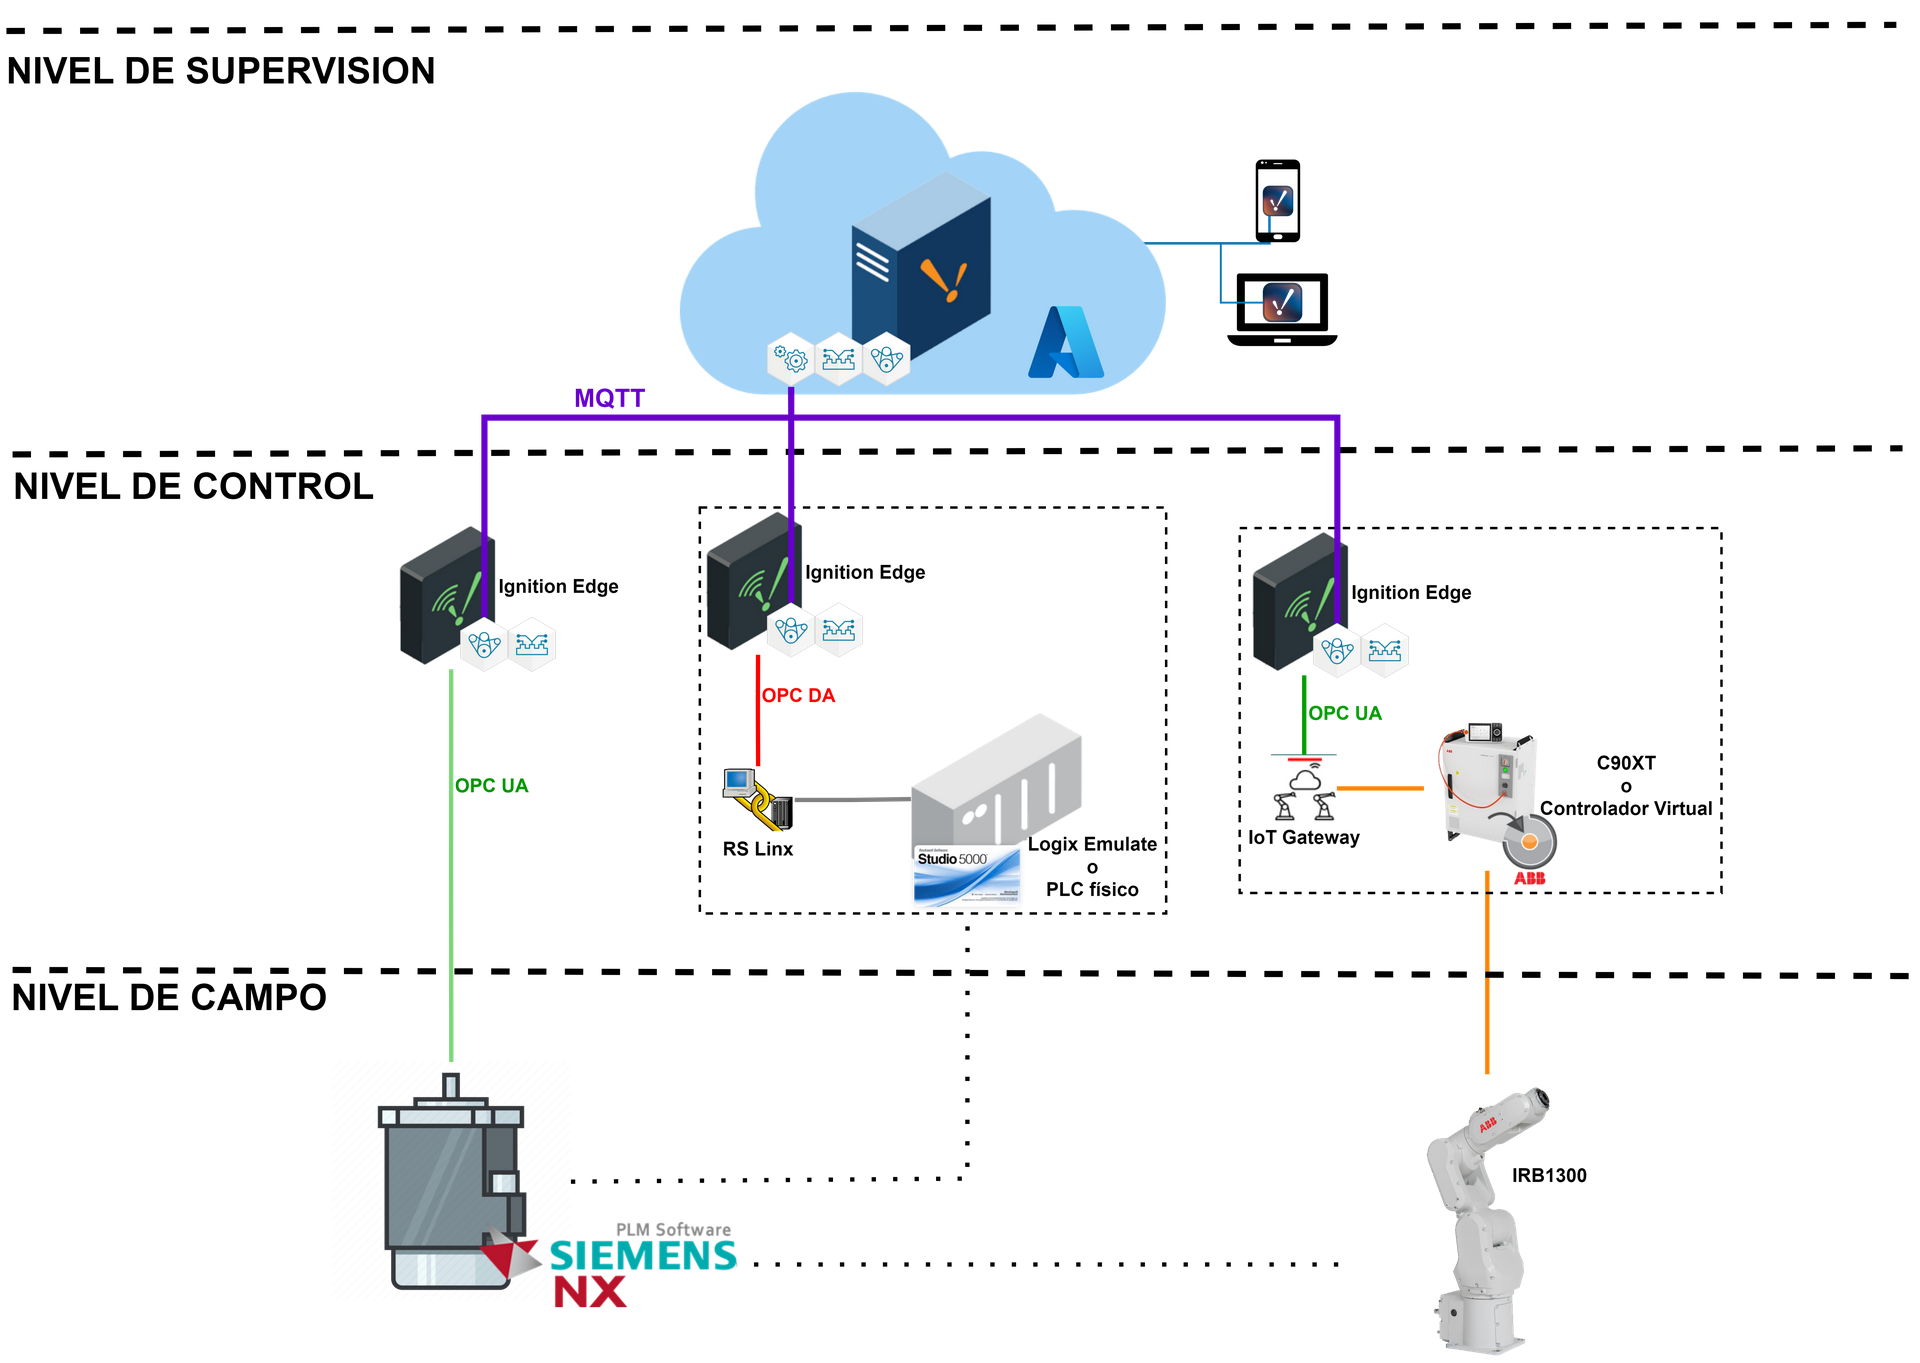 NIVEL DE SUPERVISION
MQTT
NIVEL DE CONTROL
Ignition Edge
Ignition Edge
Ignition Edge
OPC DA
OPC UA
OPC UA
C90XT
o
Controlador Virtual
IoT Gateway
RS Linx
Logix Emulate
o
PLC físico
Studio 5000
ABB
NIVEL DE CAMPO
ABB
IRB1300
PLM Software
SIEMENS
NX